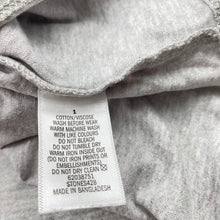 1
COTTON/VISCOSE
WASH BEFORE WEAR
WARM MACHINE WASH
WITH LIKE COLOURS
DO NOT BLEACH
DO NOT TUMBLE DRY
WARM IRON INSIDE OUT
(DO NOT IRON PRINTS OR
EMBELLISHMENTS)
DO NOT DRY CLEAN
62038751
STONES428
MADE IN BANGLADESH